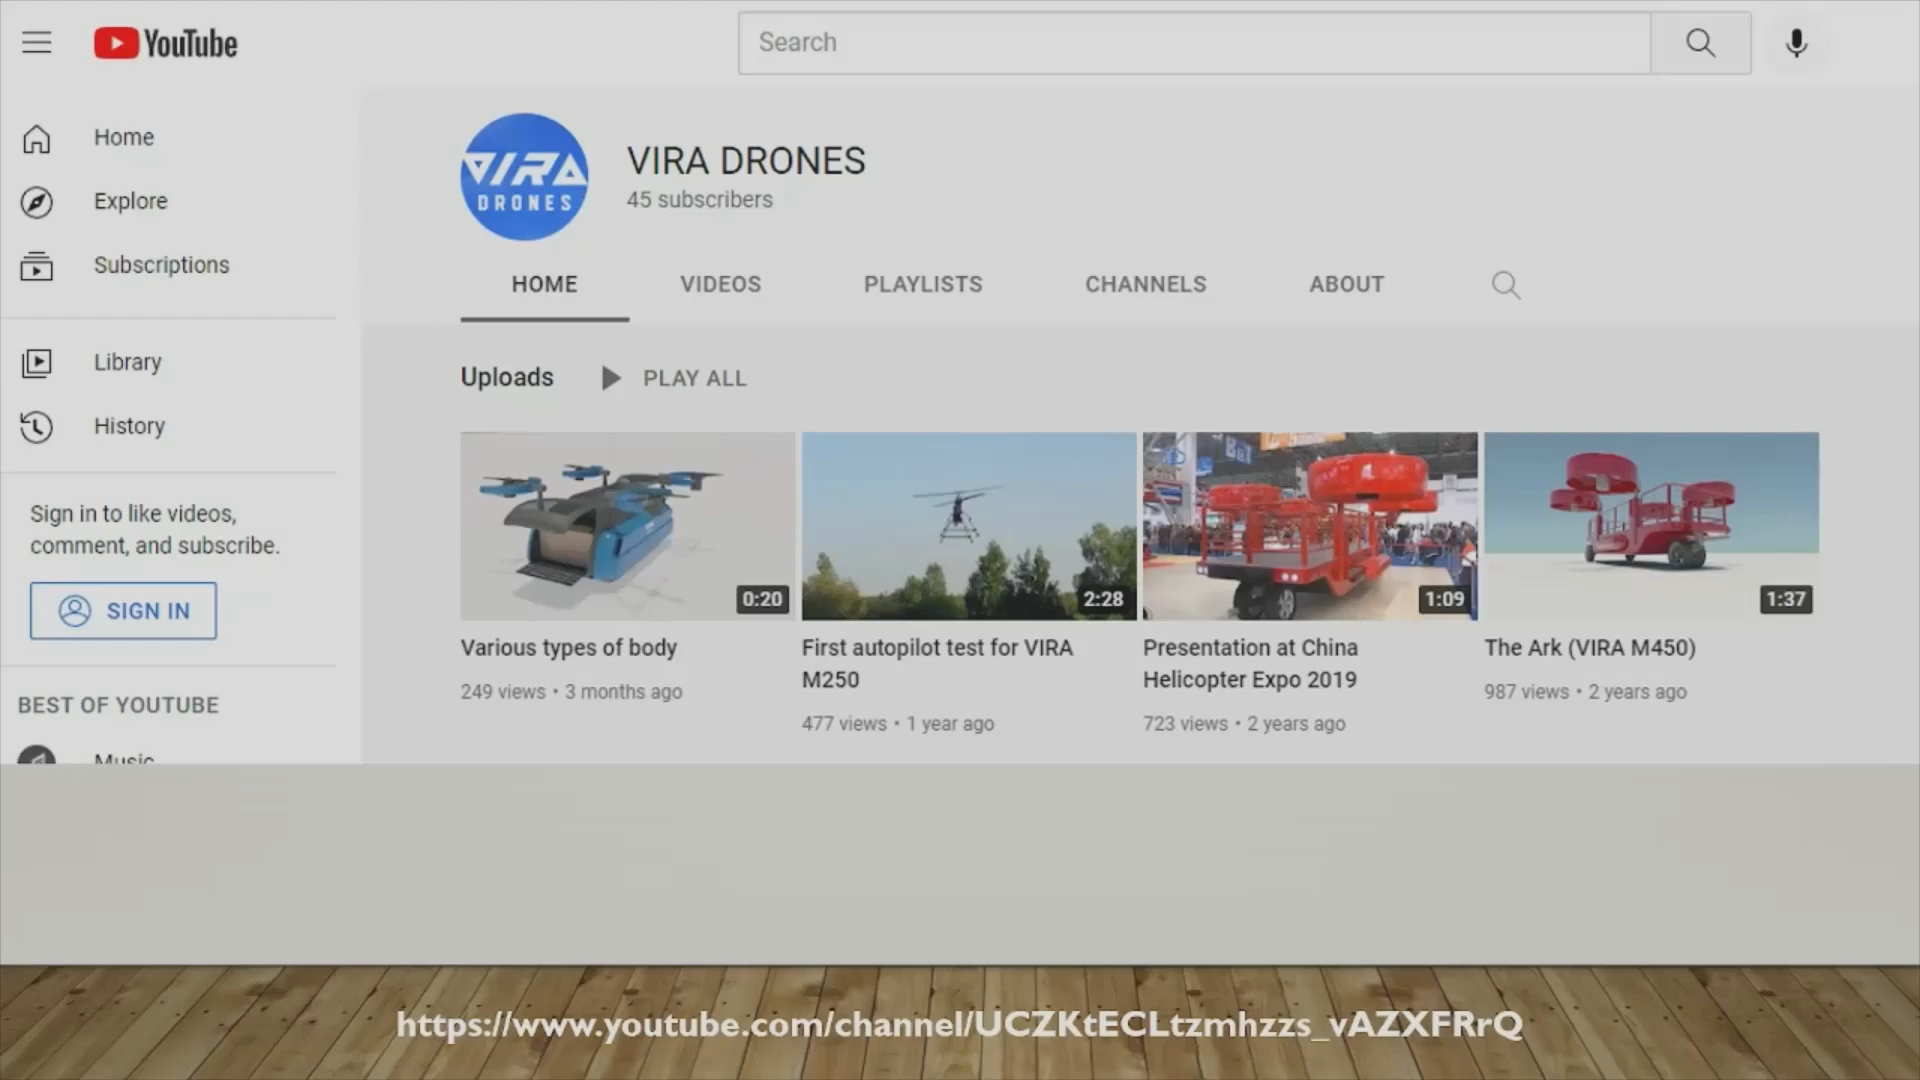 YouTube
Search
Home
Explore
Subscriptions
Library
History
Sign in to like videos,
comment, and subscribe.
SIGN IN
BEST OF YOUTUBE
Music
VIRA
DRONES
VIRA DRONES
45 subscribers
HOME VIDEOS PLAYLISTS CHANNELS ABOUT
Uploads PLAY ALL
0:20
Various types of body
249 views • 3 months ago
2:28
First autopilot test for VIRA
M250
477 views • 1 year ago
1:09
Presentation at China
Helicopter Expo 2019
723 views • 2 years ago
1:37
The Ark (VIRA M450)
987 views • 2 years ago
https://www.youtube.com/channel/UCZKtECLtzmhzzs_vAZXFRrQ